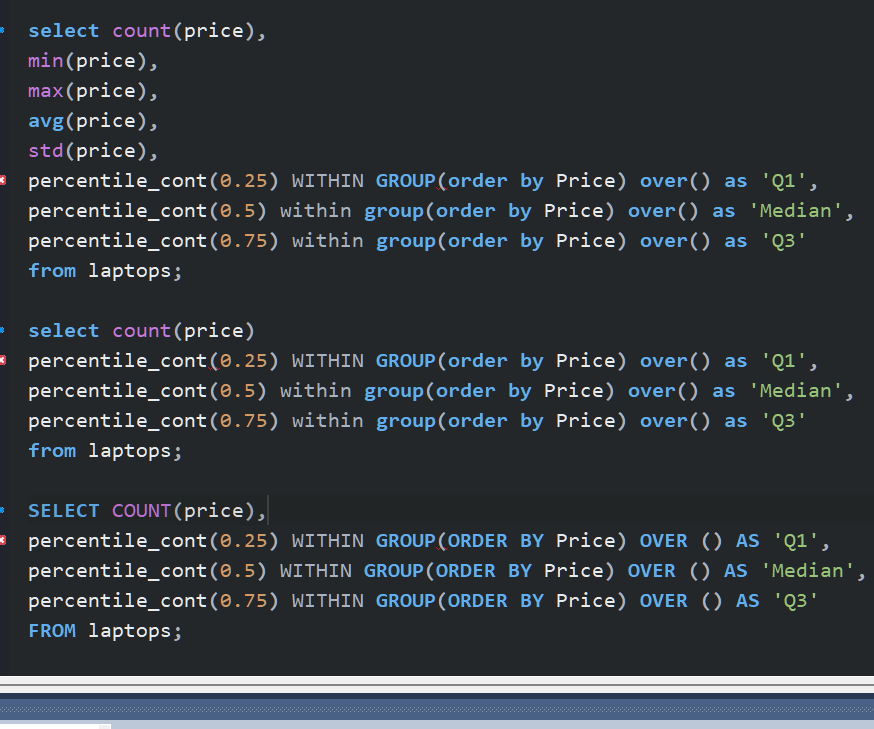 select count(price),
min(price),
max(price),
avg(price),
std(price),
percentile_cont(0.25) WITHIN GROUP(order by Price) over() as 'Q1',
percentile_cont(0.5) within group(order by Price) over() as 'Median',
percentile_cont(0.75) within group(order by Price) over() as 'Q3'
from laptops;
select count(price)
percentile_cont(0.25) WITHIN GROUP(order by Price) over() as 'Q1',
percentile_cont(0.5) within group(order by Price) over() as 'Median',
percentile_cont(0.75) within group(order by Price) over() as 'Q3'
from laptops;
SELECT COUNT(price),
percentile_cont(0.25) WITHIN GROUP(ORDER BY Price) OVER () AS 'Q1',
percentile_cont(0.5) WITHIN GROUP(ORDER BY Price) OVER () AS 'Median',
percentile_cont(0.75) WITHIN GROUP(ORDER BY Price) OVER () AS 'Q3'
FROM laptops;